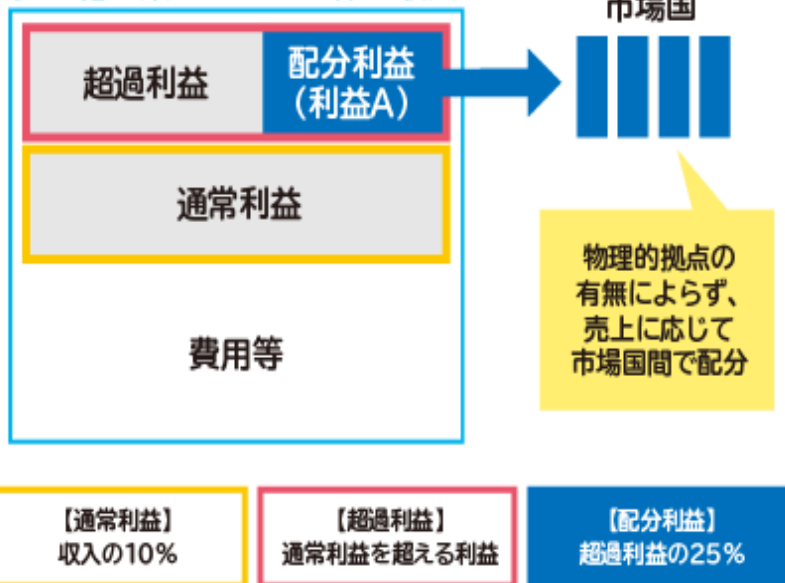 市場国
超過利益
配分利益
（利益A）
通常利益
費用等
物理的拠点の
有無によらず、
売上に応じて
市場国間で配分
【通常利益】
収入の10%
【超過利益】
通常利益を超える利益
【配分利益】
超過利益の25%